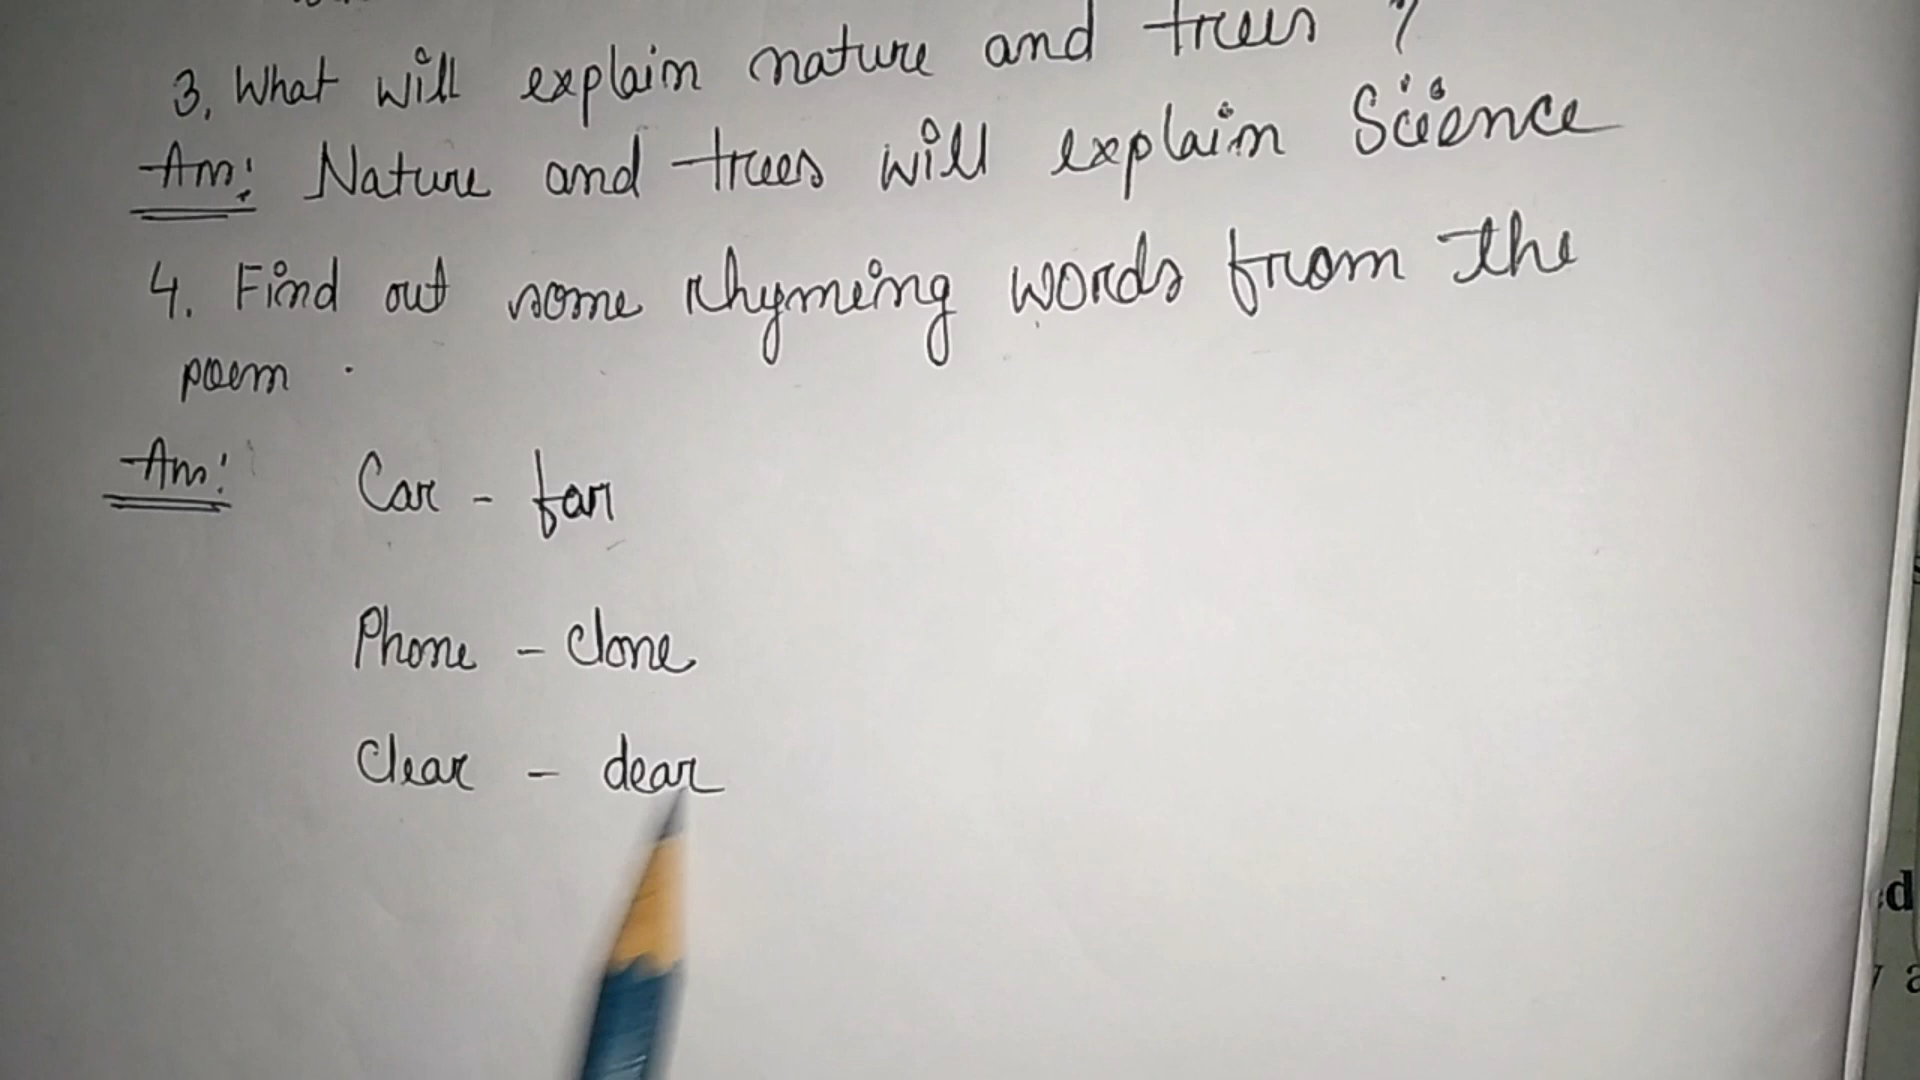 3. What will explain nature and trees ?
Ans: Nature and trees will explain Science
4. Find out some rhymeing words from the
poem .
Ans: Car - far
Phone - clone
Clear - dear
d